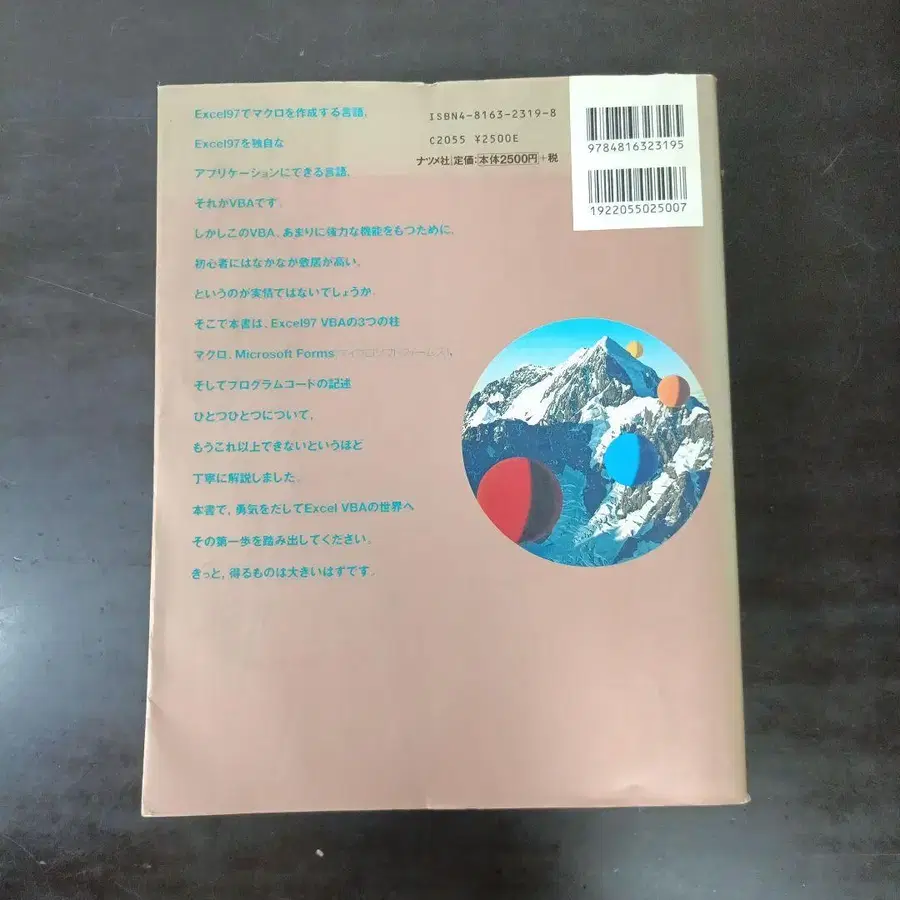 Excel97でマクロを作成する言語、
Excel97を独自な
アプリケーションにできる言語、
それがVBAです。
しかしこのVBA、あまりに強力な機能をもつために、
初心者にはなかなか敷居が高い、
というのが実情ではないでしょうか。
そこで本書は、Excel97 VBAの3つの柱
マクロ、Microsoft Forms(マイクロソフト・フォームズ)、
そしてプログラムコードの記述
ひとつひとつについて、
もうこれ以上できないというほど
丁寧に解説しました。
本書で、勇気をだしてExcel VBAの世界へ
その第一歩を踏み出してください。
きっと、得るものは大きいはずです。
ISBN4-8163-2319-8
C2055 ¥2500E
ナツメ社 定価:本体2500円+税
9784816323195
1922055025007